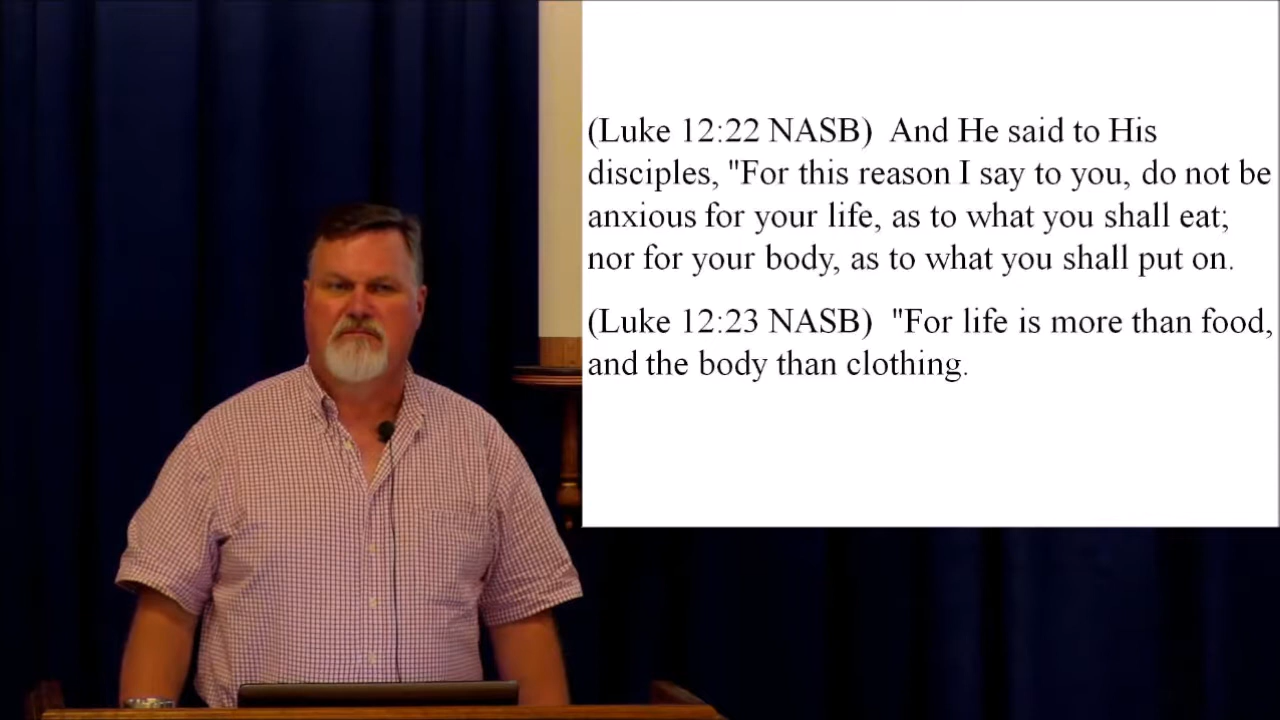 (Luke 12:22 NASB)  And He said to His
disciples, "For this reason I say to you, do not be
anxious for your life, as to what you shall eat;
nor for your body, as to what you shall put on.
(Luke 12:23 NASB)  "For life is more than food,
and the body than clothing.